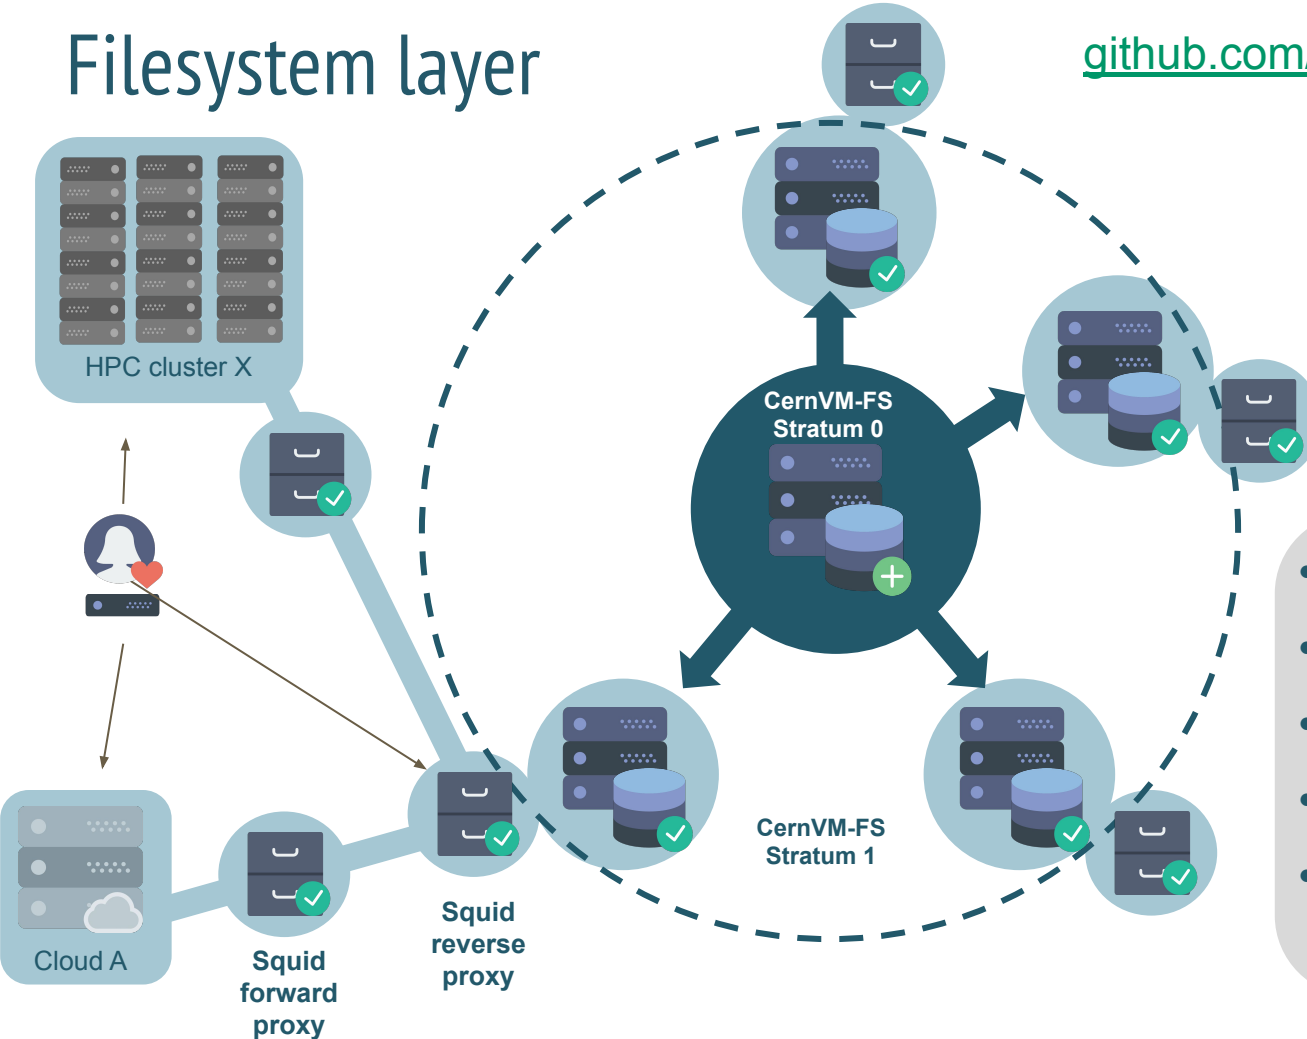 Filesystem layer
github.com/
HPC cluster X
CernVM-FS
Stratum 0
CernVM-FS
Stratum 1
Squid
reverse
proxy
Cloud A
Squid
forward
proxy